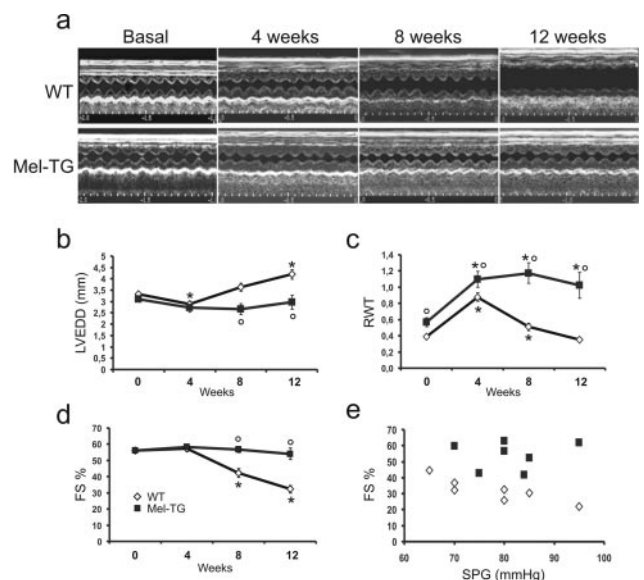 a
Basal 4 weeks 8 weeks 12 weeks
WT
Mel-TG
b
LVEDD (mm)
5
4,5
4
3,5
3
2,5
2
1,5
1
0,5
0
* *
° °
0 4 8 12
Weeks
c
RWT
1,4
1,2
1,0
0,8
0,6
0,4
0,2
0,0
° *° *° *°
* *
0 4 8 12
Weeks
d
FS %
70
60
50
40
30
20
10
0
° °
* *
WT
Mel-TG
0 4 8 12
Weeks
e
FS %
70
60
50
40
30
20
10
0
60 70 80 90 100
SPG (mmHg)